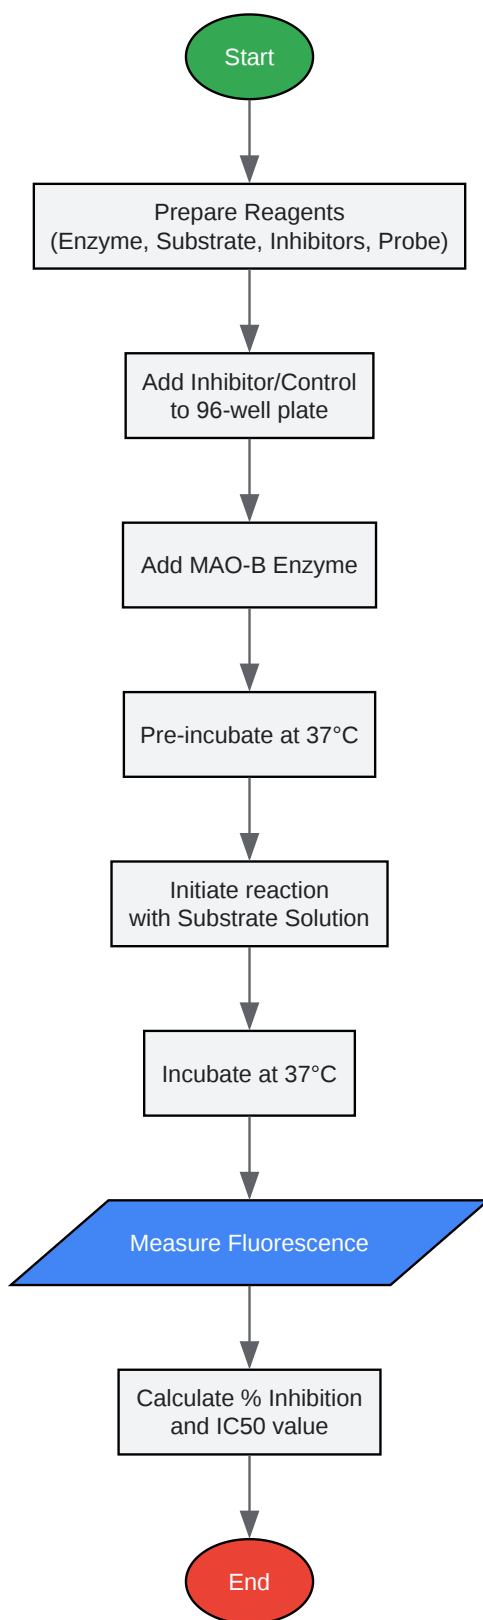 Start
Prepare Reagents
(Enzyme, Substrate, Inhibitors, Probe)
Add Inhibitor/Control
to 96-well plate
Add MAO-B Enzyme
Pre-incubate at 37°C
Initiate reaction
with Substrate Solution
Incubate at 37°C
Measure Fluorescence
Calculate % Inhibition
and IC50 value
End